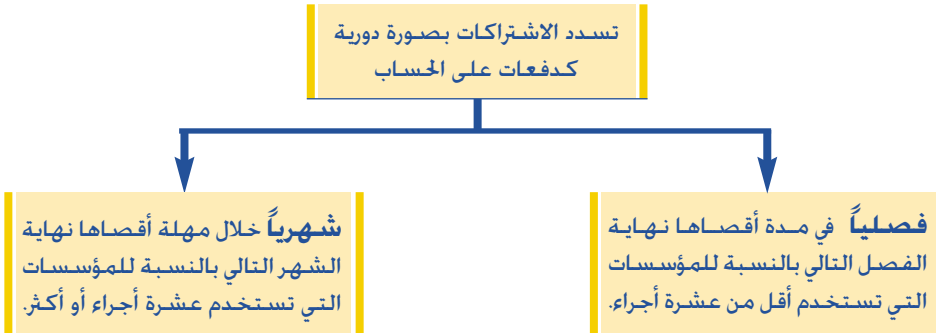 تسدد الاشتراكات بصورة دورية
كدفعات على الحساب
فصلياً في مدة أقصاها نهاية
الفصل التالي بالنسبة للمؤسسات
التي تستخدم أقل من عشرة أجراء.
شهرياً خلال مهلة أقصاها نهاية
الشهر التالي بالنسبة للمؤسسات
التي تستخدم عشرة أجراء أو أكثر.